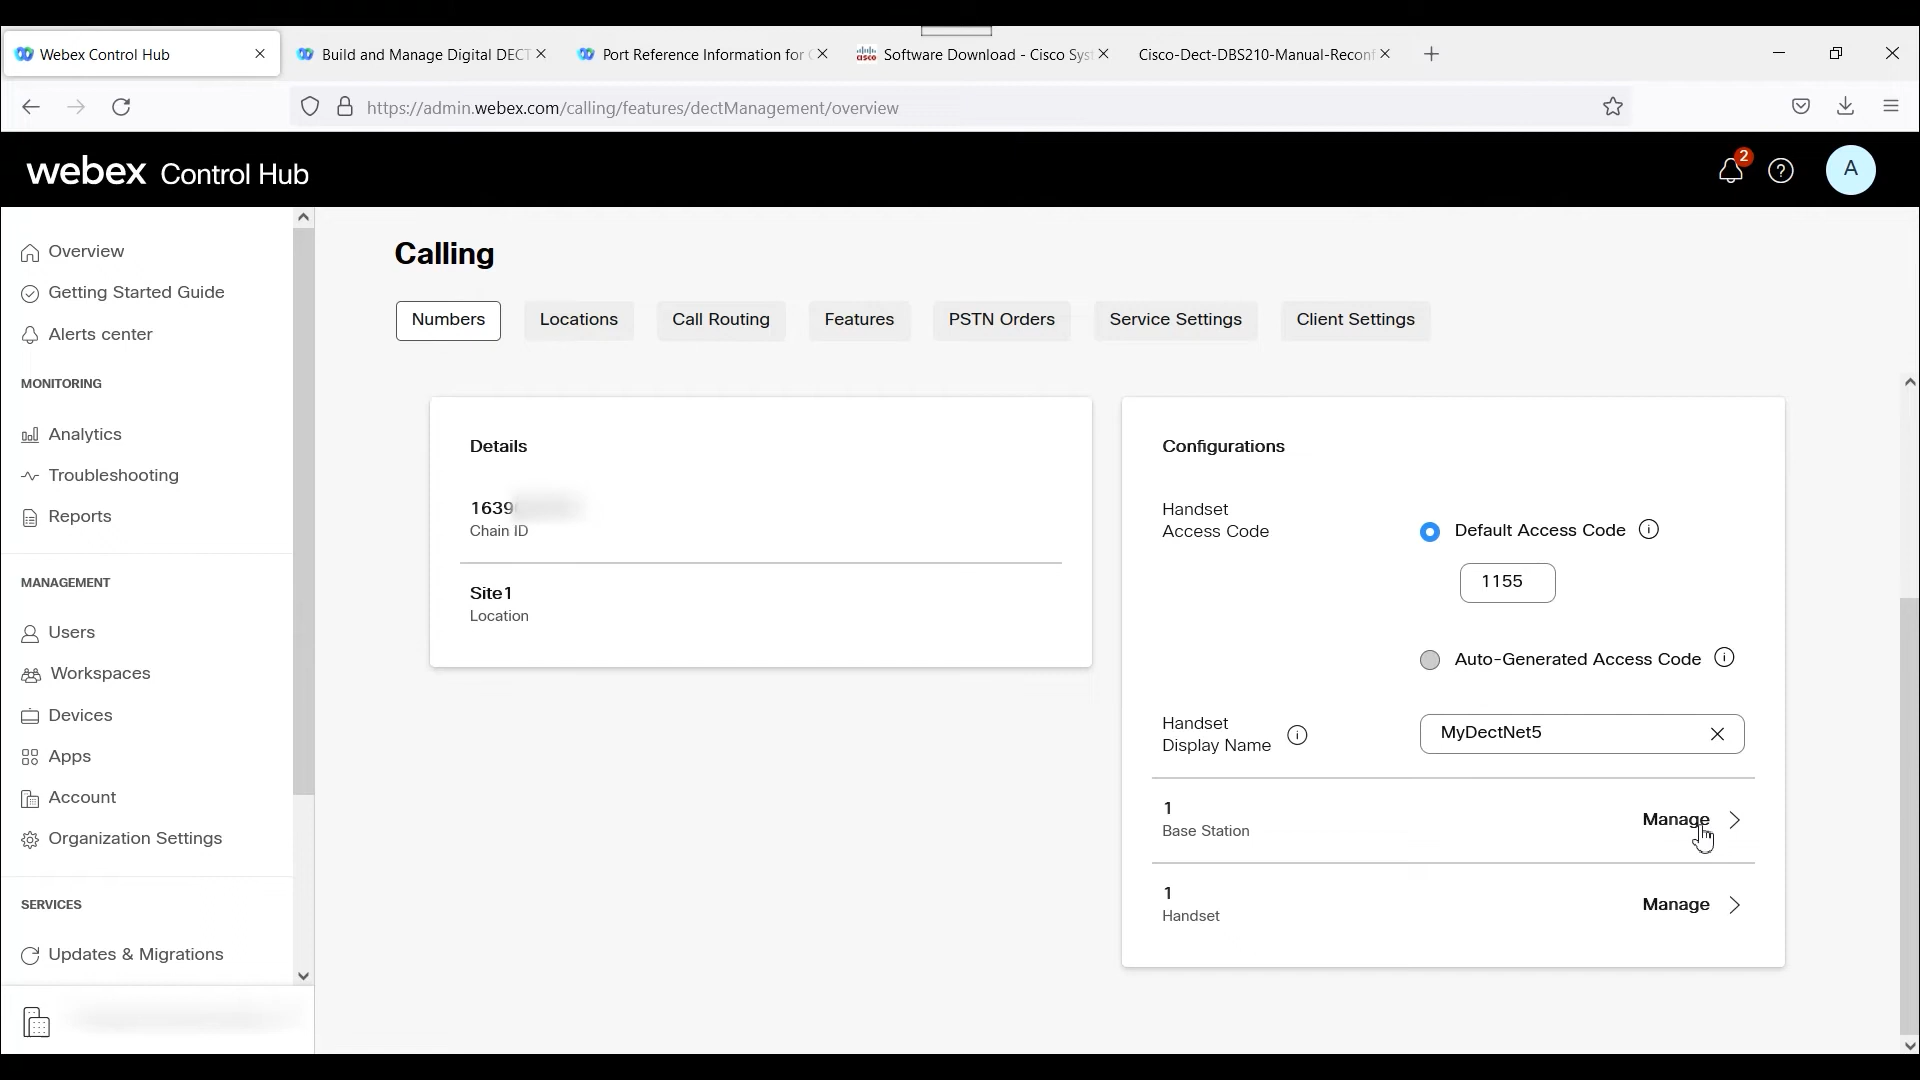 Webex Control Hub
Build and Manage Digital DECT
Port Reference Information for
Software Download - Cisco Sys
Cisco-Dect-DBS210-Manual-Reconf
https://admin.webex.com/calling/features/dectManagement/overview
webex Control Hub
2
A
Overview
Getting Started Guide
Alerts center
MONITORING
Analytics
Troubleshooting
Reports
MANAGEMENT
Users
Workspaces
Devices
Apps
Account
Organization Settings
SERVICES
Updates & Migrations
Calling
Numbers
Locations
Call Routing
Features
PSTN Orders
Service Settings
Client Settings
Details
1639
Chain ID
Site1
Location
Configurations
Handset
Access Code
Default Access Code
1155
Auto-Generated Access Code
Handset
Display Name
MyDectNet5
1
Base Station
Manage
1
Handset
Manage